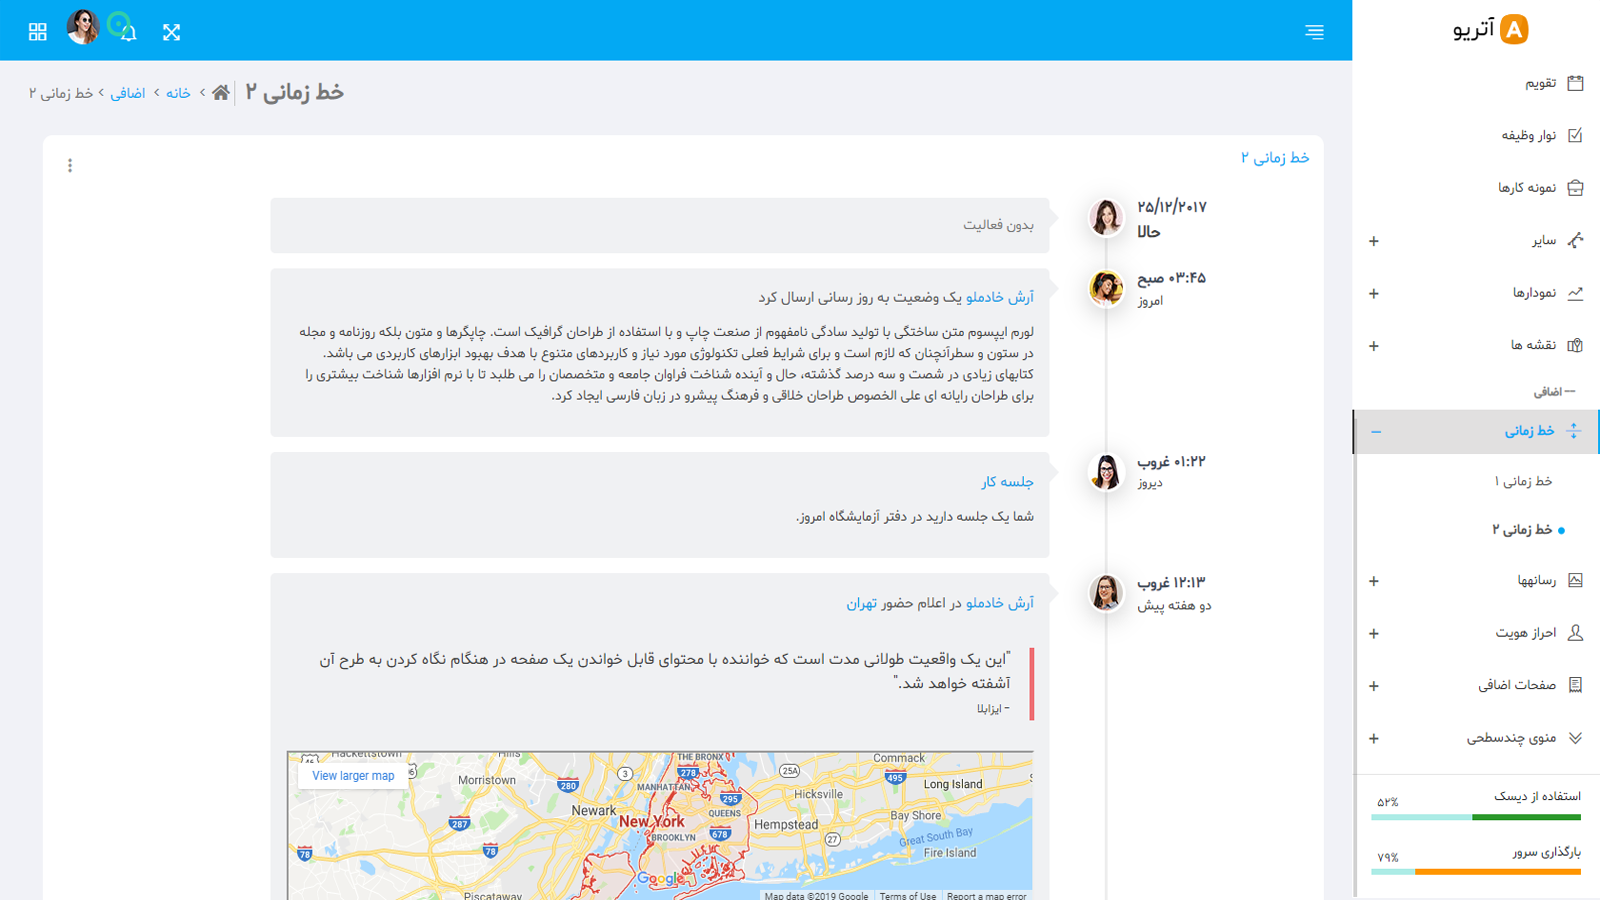 آتریو
تقویم
نوار وظیفه
نمونه کارها
سایر
نمودارها
نقشه ها
-- اضافی
خط زمانی
خط زمانی ۱
خط زمانی ۲
رسانهها
احراز هویت
صفحات اضافی
منوی چندسطحی
استفاده از دیسک
۵۲%
بارگذاری سرور
۷۹%
خط زمانی ۲
خانه
اضافی
خط زمانی ۲
خط زمانی ۲
۲۵/۱۲/۲۰۱۷
حالا
بدون فعالیت
۰۳:۴۵ صبح
امروز
آرش خادملو یک وضعیت به روز رسانی ارسال کرد
لورم ایپسوم متن ساختگی با تولید سادگی نامفهوم از صنعت چاپ و با استفاده از طراحان گرافیک است. چاپگرها و متون بلکه روزنامه و مجله
در ستون و سطرآنچنان که لازم است و برای شرایط فعلی تکنولوژی مورد نیاز و کاربردهای متنوع با هدف بهبود ابزارهای کاربردی می باشد.
کتابهای زیادی در شصت و سه درصد گذشته، حال و آینده شناخت فراوان جامعه و متخصصان را می طلبد تا با نرم افزارها شناخت بیشتری را
برای طراحان رایانه ای علی الخصوص طراحان خلاقی و فرهنگ پیشرو در زبان فارسی ایجاد کرد.
۰۱:۲۲ غروب
دیروز
جلسه کار
شما یک جلسه دارید در دفتر آزمایشگاه امروز.
۱۲:۱۳ غروب
دو هفته پیش
آرش خادملو در اعلام حضور تهران
"این یک واقعیت طولانی مدت است که خواننده با محتوای قابل خواندن یک صفحه در هنگام نگاه کردن به طرح آن
آشفته خواهد شد."
- ایزابلا
View larger map
Hackettstown
THE BRONX
Commack
Morristown
280
3
278
25A
495
MANHATTAN
Hicksville
Long Island
Newark
295
New York
QUEENS
Bay Shore
287
BROOKLYN
678
Hempstead
27
Great South Bay
78
78
Fire Island
Google
Piscataway
Map data ©2019 Google
Terms of Use
Report a map error